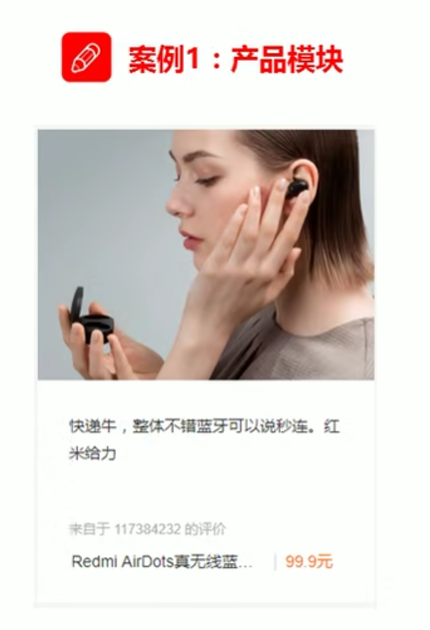 案例1：产品模块
快递牛，整体不错蓝牙可以说秒连。红
米给力
来自于 117384232 的评价
Redmi AirDots真无线蓝... | 99.9元